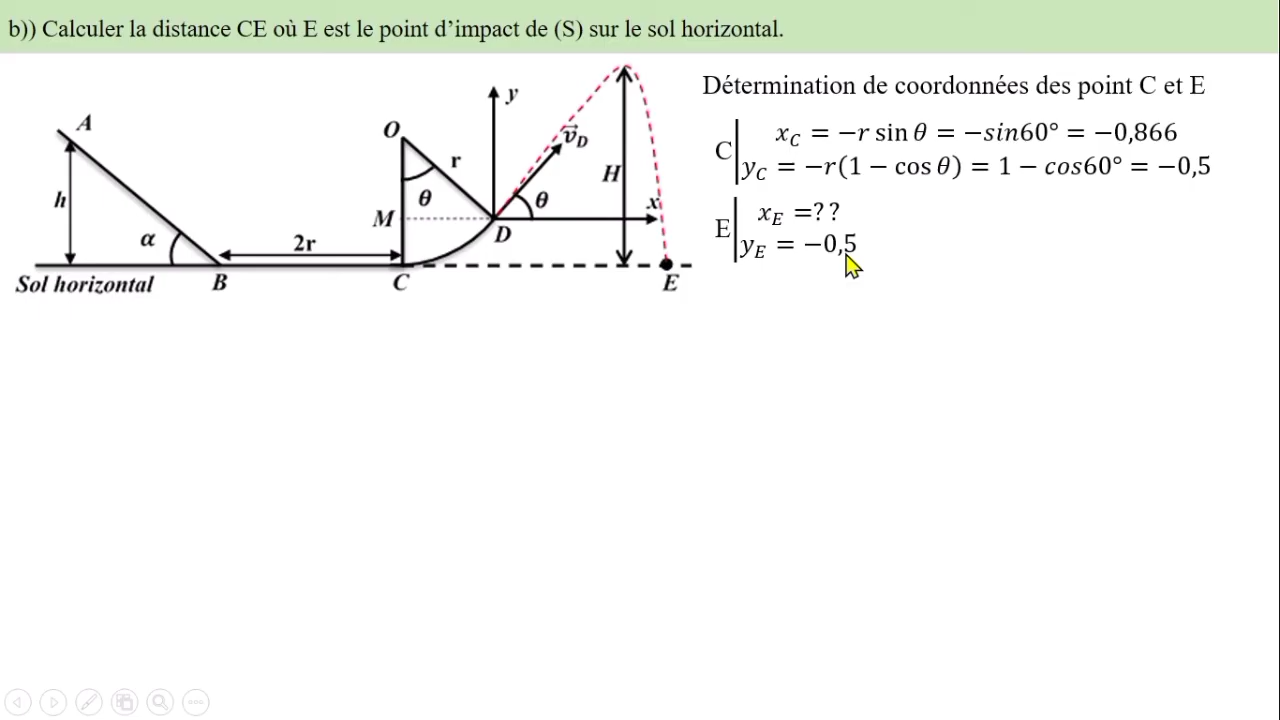 b)) Calculer la distance CE où E est le point d’impact de (S) sur le sol horizontal.
Détermination de coordonnées des point C et E
C
x_C = −r sin θ = −sin60° = −0,866
y_C = −r(1 − cos θ) = 1 − cos60° = −0,5
E
x_E =? ?
y_E = −0,5
A
h
α
B
2r
Sol horizontal
O
r
θ
M
C
D
y
v⃗_D
θ
x
H
E